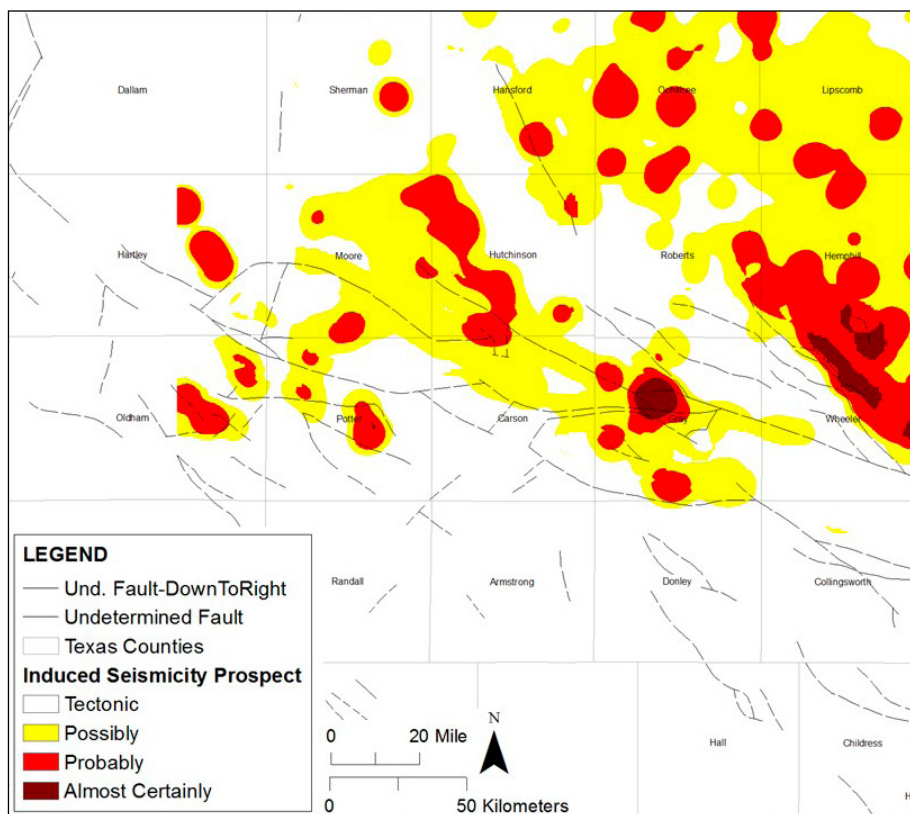 Dallam
Sherman
Hansford
Ochiltree
Lipscomb
Hartley
Moore
Hutchinson
Roberts
Hemphill
Oldham
Potter
Carson
Gray
Wheeler
Randall
Armstrong
Donley
Collingsworth
Hall
Childress
H
LEGEND
Und. Fault-DownToRight
Undetermined Fault
Texas Counties
Induced Seismicity Prospect
Tectonic
Possibly
Probably
Almost Certainly
N
0 20 Mile
0 50 Kilometers